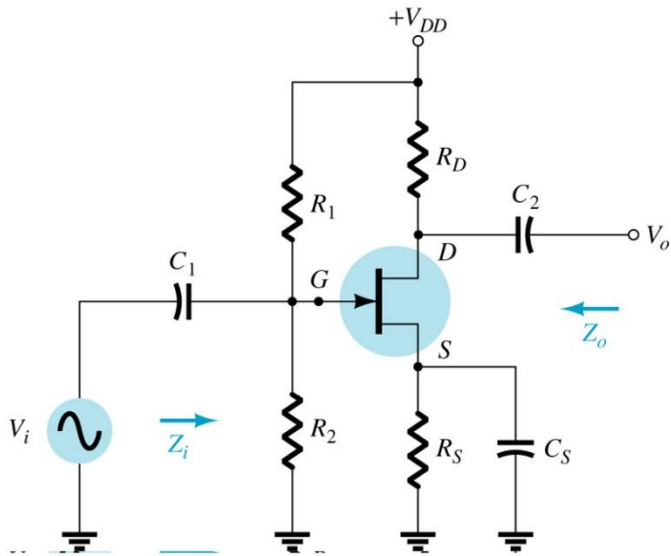 +V_DD
R_D
C_2
R_1
D
V_o
C_1
G
Z_o
S
V_i
Z_i
R_2
R_S
C_S